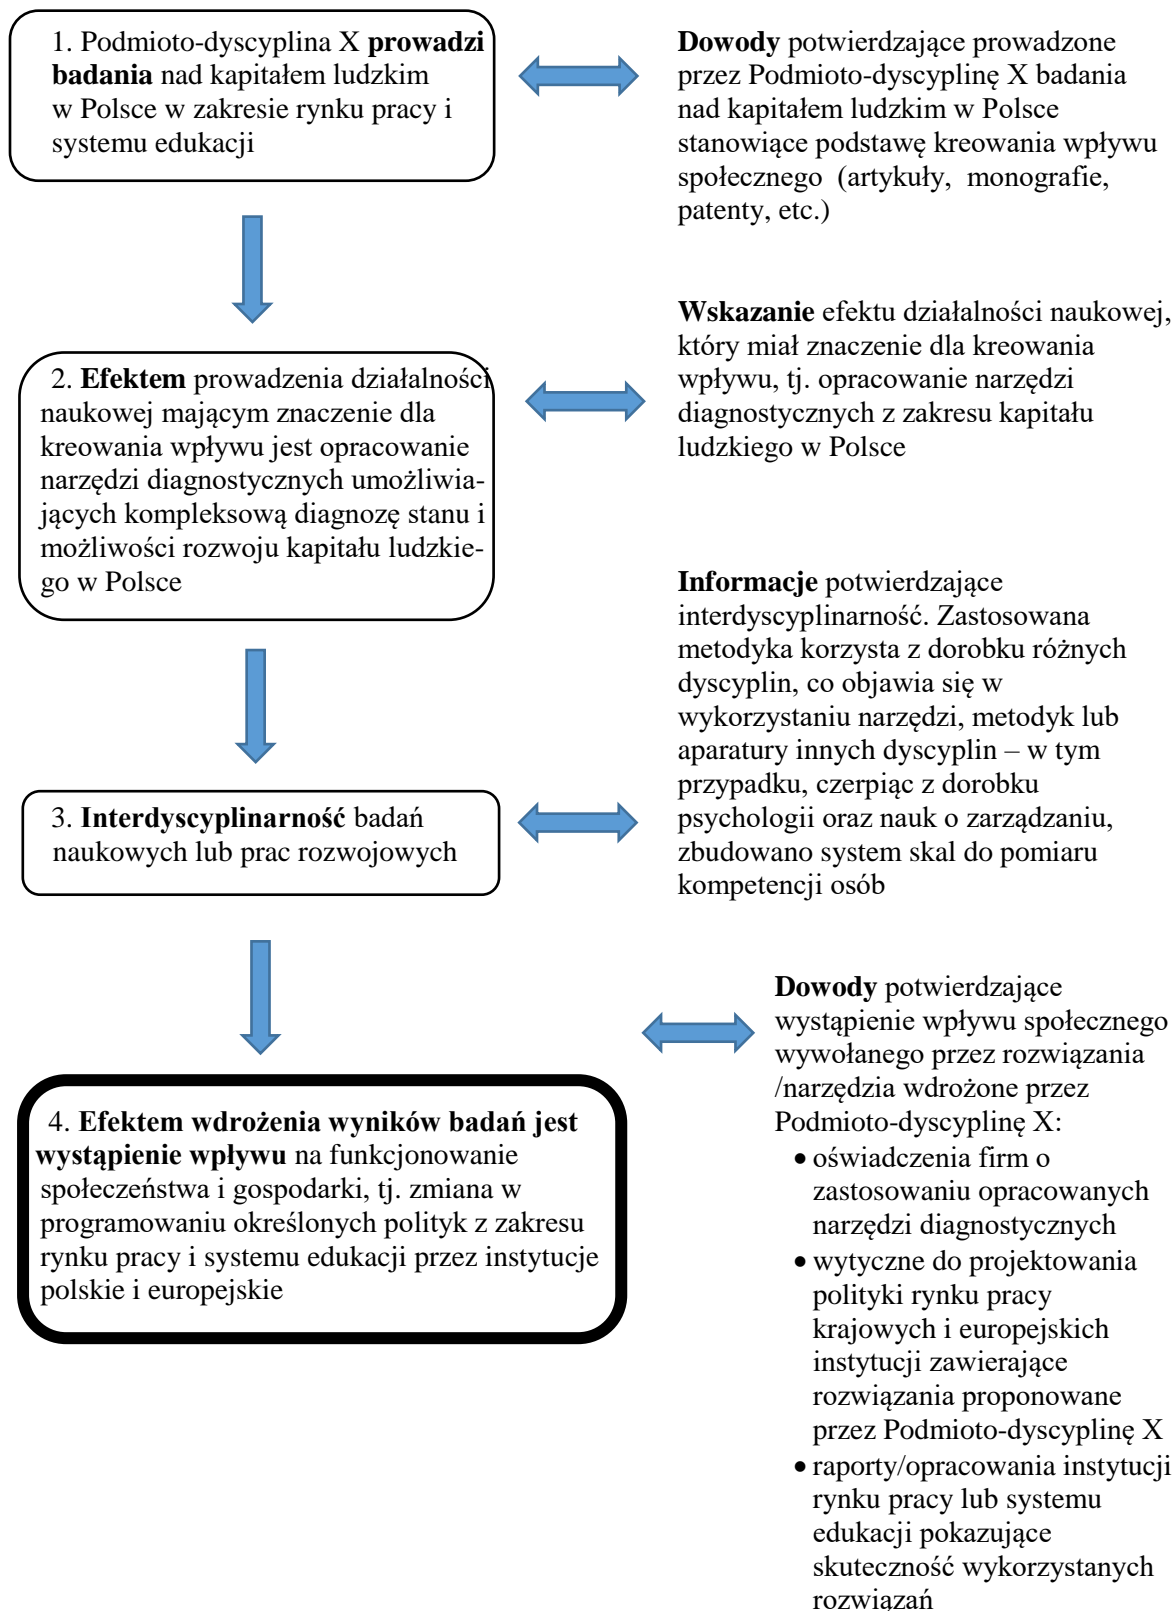 1. Podmioto-dyscyplina X prowadzi
badania nad kapitałem ludzkim
w Polsce w zakresie rynku pracy i
systemu edukacji
Dowody potwierdzające prowadzone
przez Podmioto-dyscyplinę X badania
nad kapitałem ludzkim w Polsce
stanowiące podstawę kreowania wpływu
społecznego (artykuły, monografie,
patenty, etc.)
2. Efektem prowadzenia działalności
naukowej mającym znaczenie dla
kreowania wpływu jest opracowanie
narzędzi diagnostycznych umożliwia-
jących kompleksową diagnozę stanu i
możliwości rozwoju kapitału ludzkie-
go w Polsce
Wskazanie efektu działalności naukowej,
który miał znaczenie dla kreowania
wpływu, tj. opracowanie narzędzi
diagnostycznych z zakresu kapitału
ludzkiego w Polsce
3. Interdyscyplinarność badań
naukowych lub prac rozwojowych
Informacje potwierdzające
interdyscyplinarność. Zastosowana
metodyka korzysta z dorobku różnych
dyscyplin, co objawia się w
wykorzystaniu narzędzi, metodyk lub
aparatury innych dyscyplin – w tym
przypadku, czerpiąc z dorobku
psychologii oraz nauk o zarządzaniu,
zbudowano system skal do pomiaru
kompetencji osób
4. Efektem wdrożenia wyników badań jest
wystąpienie wpływu na funkcjonowanie
społeczeństwa i gospodarki, tj. zmiana w
programowaniu określonych polityk z zakresu
rynku pracy i systemu edukacji przez instytucje
polskie i europejskie
Dowody potwierdzające
wystąpienie wpływu społecznego
wywołanego przez rozwiązania
/narzędzia wdrożone przez
Podmioto-dyscyplinę X:
• oświadczenia firm o
zastosowaniu opracowanych
narzędzi diagnostycznych
• wytyczne do projektowania
polityki rynku pracy
krajowych i europejskich
instytucji zawierające
rozwiązania proponowane
przez Podmioto-dyscyplinę X
• raporty/opracowania instytucji
rynku pracy lub systemu
edukacji pokazujące
skuteczność wykorzystanych
rozwiązań